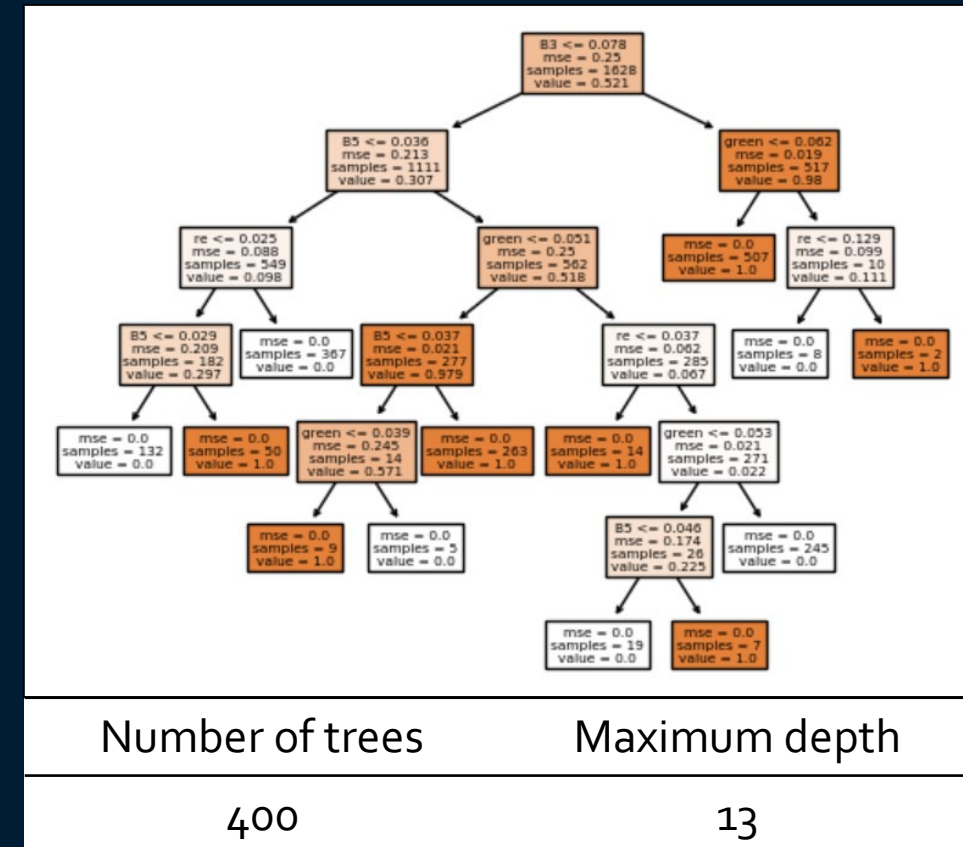 B3 <= 0.078
mse = 0.25
samples = 1628
value = 0.521
B5 <= 0.036
mse = 0.213
samples = 1111
value = 0.307
green <= 0.062
mse = 0.019
samples = 517
value = 0.98
re <= 0.025
mse = 0.088
samples = 549
value = 0.098
green <= 0.051
mse = 0.25
samples = 562
value = 0.518
mse = 0.0
samples = 507
value = 1.0
re <= 0.129
mse = 0.099
samples = 10
value = 0.111
B5 <= 0.029
mse = 0.209
samples = 182
value = 0.297
mse = 0.0
samples = 367
value = 0.0
B5 <= 0.037
mse = 0.021
samples = 277
value = 0.979
re <= 0.037
mse = 0.062
samples = 285
value = 0.067
mse = 0.0
samples = 8
value = 0.0
mse = 0.0
samples = 2
value = 1.0
mse = 0.0
samples = 132
value = 0.0
mse = 0.0
samples = 50
value = 1.0
green <= 0.039
mse = 0.245
samples = 14
value = 0.571
mse = 0.0
samples = 263
value = 1.0
mse = 0.0
samples = 14
value = 1.0
green <= 0.053
mse = 0.021
samples = 271
value = 0.022
mse = 0.0
samples = 9
value = 1.0
mse = 0.0
samples = 5
value = 0.0
B5 <= 0.046
mse = 0.174
samples = 26
value = 0.225
mse = 0.0
samples = 245
value = 0.0
mse = 0.0
samples = 19
value = 0.0
mse = 0.0
samples = 7
value = 1.0
Number of trees Maximum depth
400 13